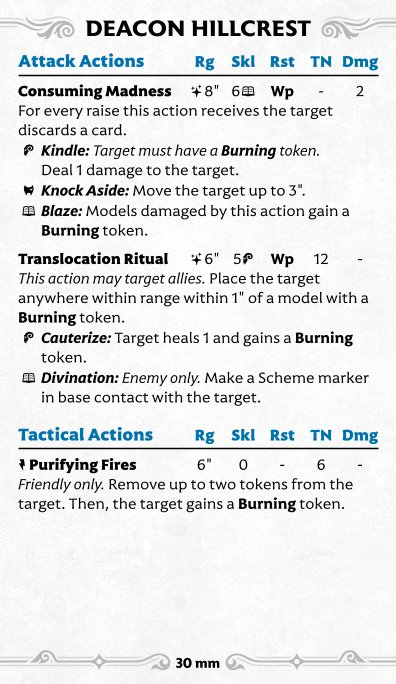 DEACON HILLCREST
Attack Actions Rg Skl Rst TN Dmg
Consuming Madness 8" 6 Wp - 2
For every raise this action receives the target
discards a card.
Kindle: Target must have a Burning token.
Deal 1 damage to the target.
Knock Aside: Move the target up to 3".
Blaze: Models damaged by this action gain a
Burning token.
Translocation Ritual 6" 5 Wp 12 -
This action may target allies. Place the target
anywhere within range within 1" of a model with a
Burning token.
Cauterize: Target heals 1 and gains a Burning
token.
Divination: Enemy only. Make a Scheme marker
in base contact with the target.
Tactical Actions Rg Skl Rst TN Dmg
Purifying Fires 6" 0 - 6 -
Friendly only. Remove up to two tokens from the
target. Then, the target gains a Burning token.
30 mm